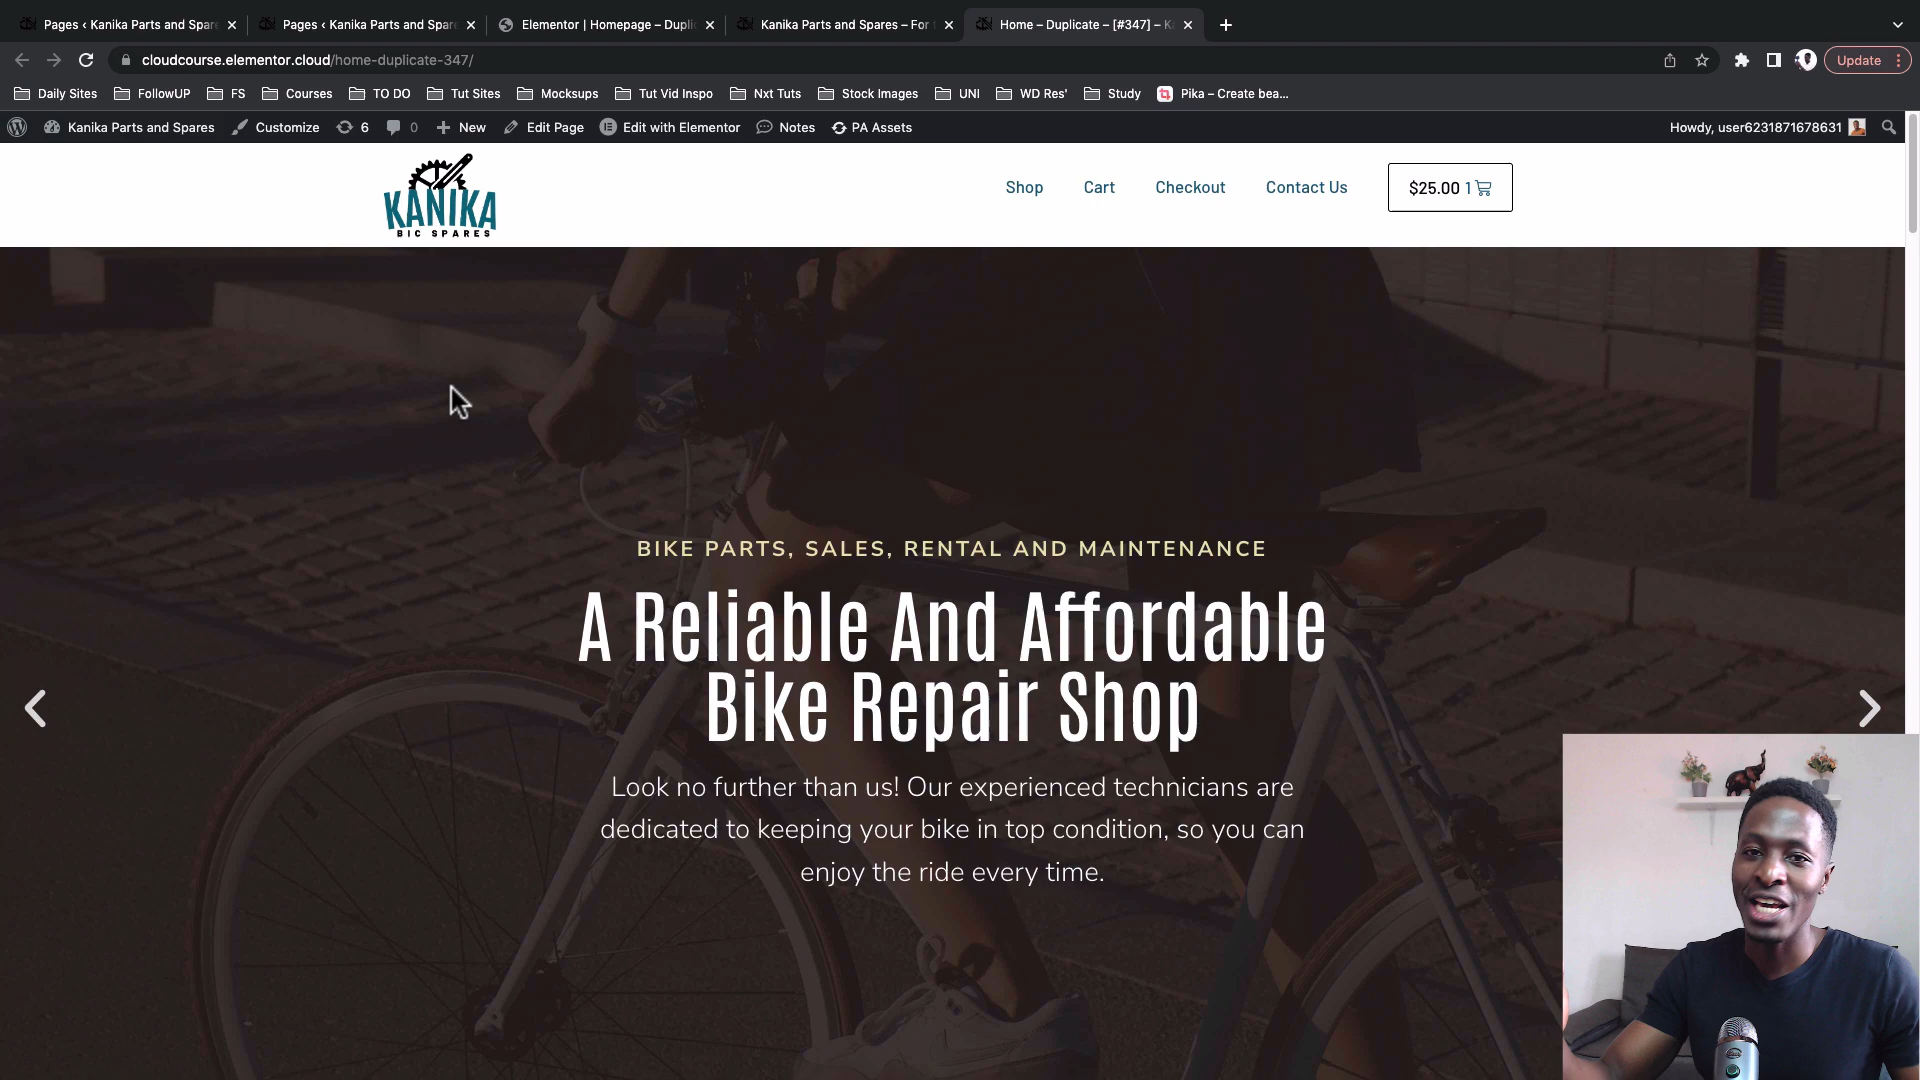 Pages ‹ Kanika Parts and Spare
Pages ‹ Kanika Parts and Spare
Elementor | Homepage – Dupli
Kanika Parts and Spares – For
Home – Duplicate – [#347] – Ka
cloudcourse.elementor.cloud/home-duplicate-347/
Update
Daily Sites
FollowUP
FS
Courses
TO DO
Tut Sites
Mocksups
Tut Vid Inspo
Nxt Tuts
Stock Images
UNI
WD Res'
Study
Pika – Create bea...
Kanika Parts and Spares
Customize
6
0
New
Edit Page
Edit with Elementor
Notes
PA Assets
Howdy, user6231871678631
KANIKA
BIC SPARES
Shop
Cart
Checkout
Contact Us
$25.00 1
BIKE PARTS, SALES, RENTAL AND MAINTENANCE
A Reliable And Affordable
Bike Repair Shop
Look no further than us! Our experienced technicians are
dedicated to keeping your bike in top condition, so you can
enjoy the ride every time.